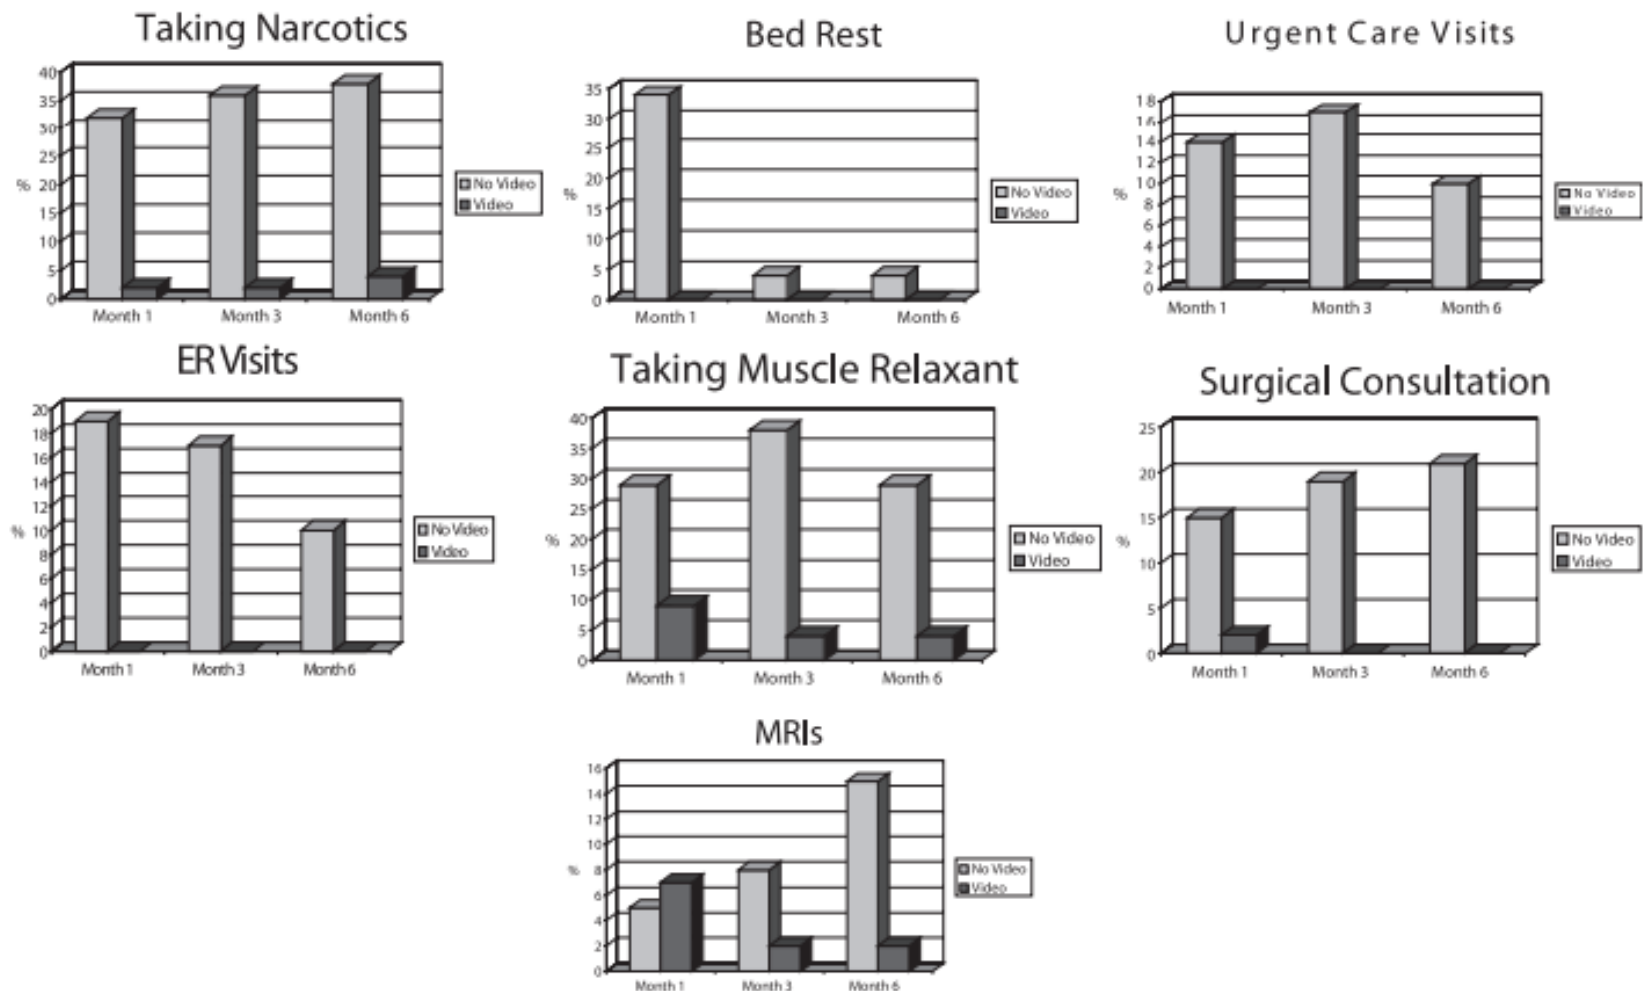 Taking Narcotics
40
35
30
25
20
15
10
5
0
%
Month 1 Month 3 Month 6
No Video
Video
Bed Rest
35
30
25
20
15
10
5
0
%
Month 1 Month 3 Month 6
No Video
Video
Urgent Care Visits
18
16
14
12
10
8
6
4
2
0
%
Month 1 Month 3 Month 6
No Video
Video
ER Visits
20
18
16
14
12
10
8
6
4
2
0
%
Month 1 Month 3 Month 6
No Video
Video
Taking Muscle Relaxant
40
35
30
25
20
15
10
5
0
%
Month 1 Month 3 Month 6
No Video
Video
Surgical Consultation
25
20
15
10
5
0
%
Month 1 Month 3 Month 6
No Video
Video
MRIs
16
14
12
10
8
6
4
2
0
%
Month 1 Month 3 Month 6
No Video
Video